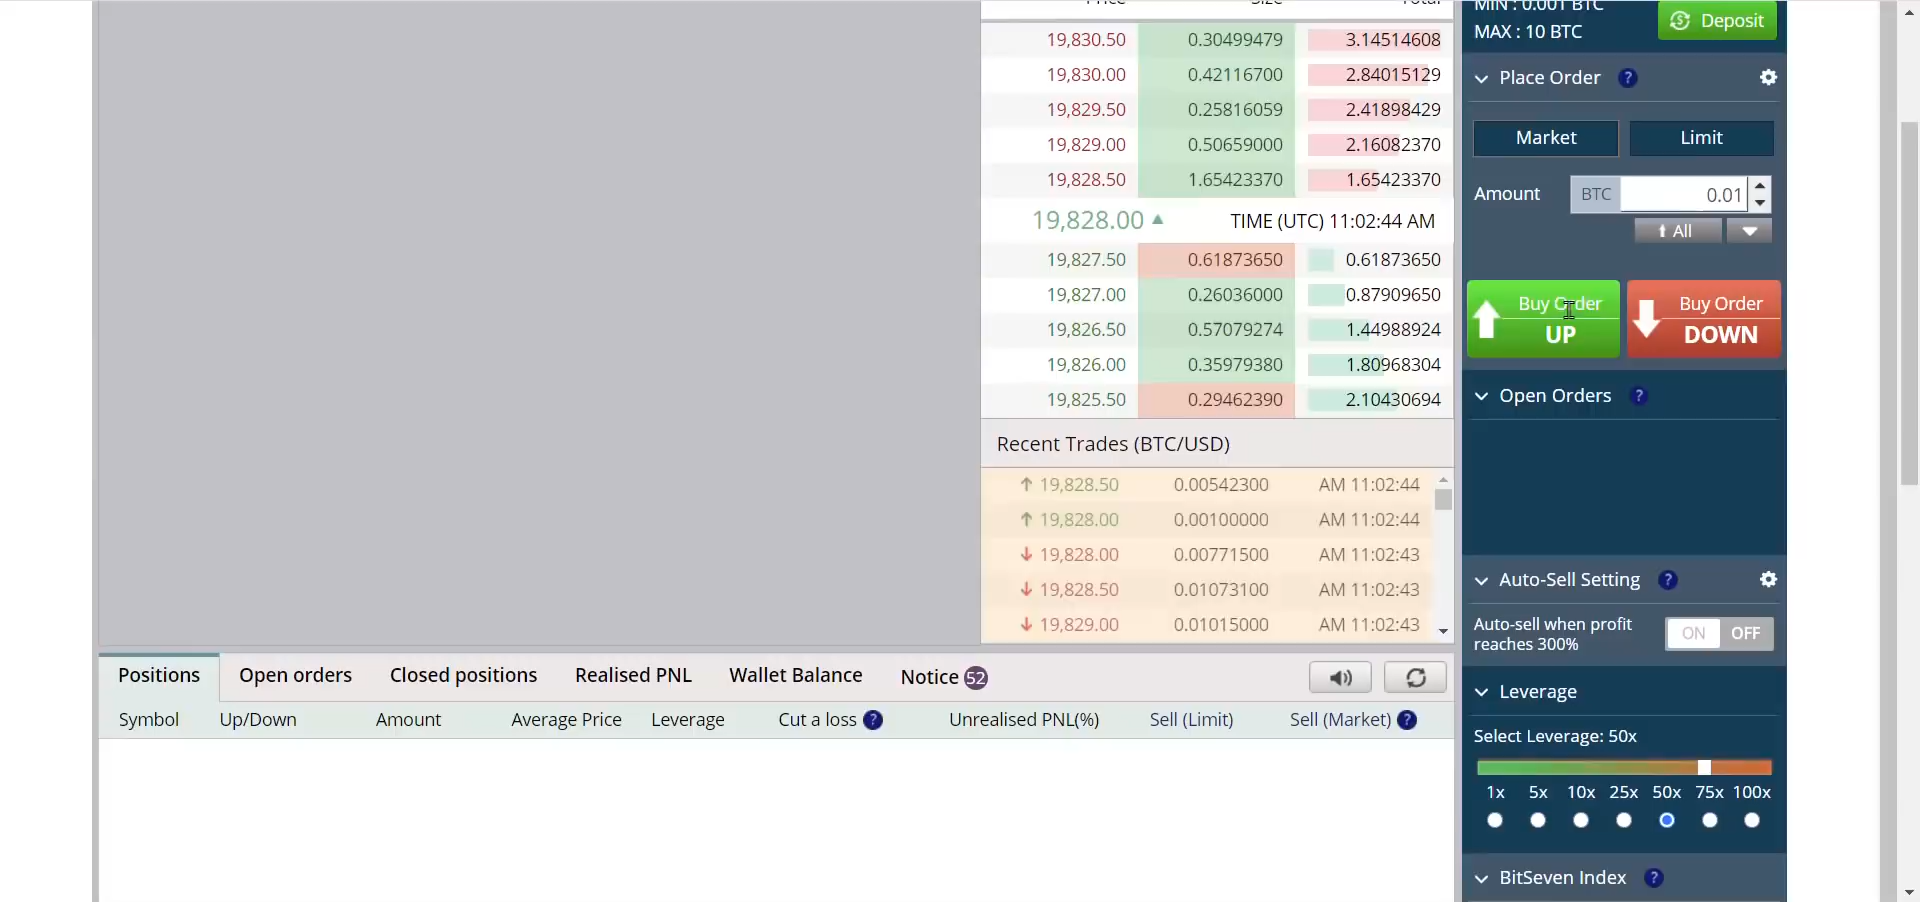 Price Size Total
19,830.50 0.30499479 3.14514608
19,830.00 0.42116700 2.84015129
19,829.50 0.25816059 2.41898429
19,829.00 0.50659000 2.16082370
19,828.50 1.65423370 1.65423370
19,828.00 TIME (UTC) 11:02:44 AM
19,827.50 0.61873650 0.61873650
19,827.00 0.26036000 0.87909650
19,826.50 0.57079274 1.44988924
19,826.00 0.35979380 1.80968304
19,825.50 0.29462390 2.10430694
Recent Trades (BTC/USD)
19,828.50 0.00542300 AM 11:02:44
19,828.00 0.00100000 AM 11:02:44
19,828.00 0.00771500 AM 11:02:43
19,828.50 0.01073100 AM 11:02:43
19,829.00 0.01015000 AM 11:02:43
Positions Open orders Closed positions Realised PNL Wallet Balance Notice 52
Symbol Up/Down Amount Average Price Leverage Cut a loss ? Unrealised PNL(%) Sell (Limit) Sell (Market) ?
MIN : 0.001 BTC
MAX : 10 BTC
Deposit
Place Order ?
Market Limit
Amount BTC 0.01
All
Buy Order UP
Buy Order DOWN
Open Orders ?
Auto-Sell Setting ?
Auto-sell when profit
reaches 300%
ON OFF
Leverage
Select Leverage: 50x
1x 5x 10x 25x 50x 75x 100x
BitSeven Index ?